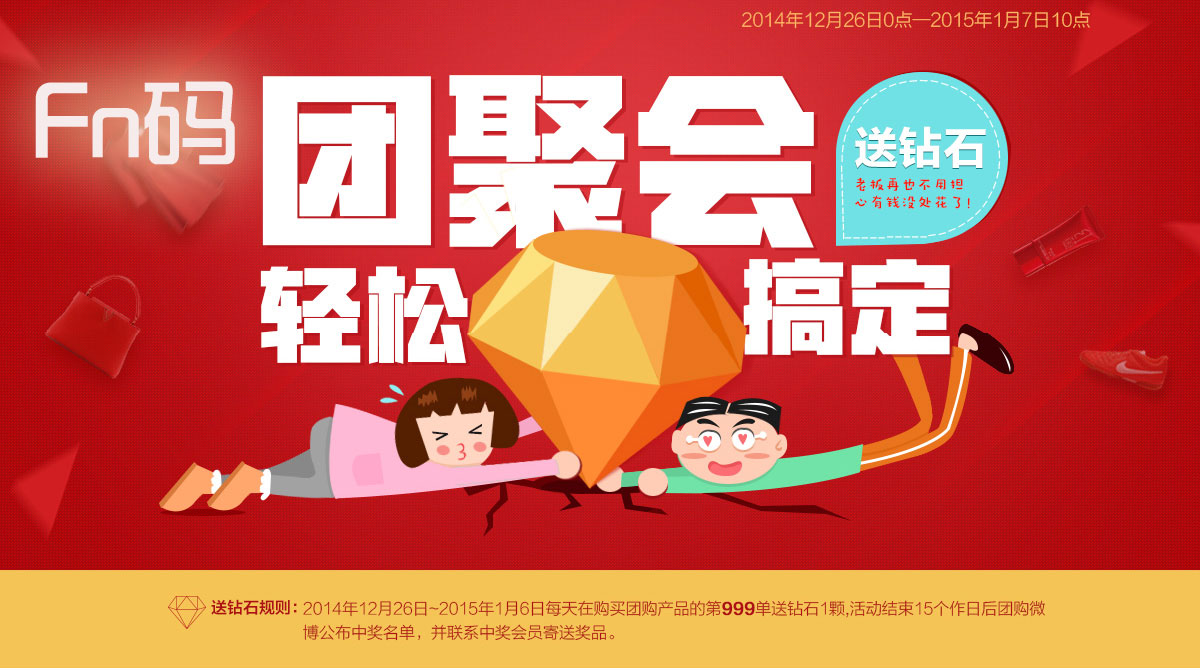 2014年12月26日0点—2015年1月7日10点
Fn码
团聚会
送钻石
老板再也不用担
心有钱没处花了!
轻松 搞定
送钻石规则：2014年12月26日~2015年1月6日每天在购买团购产品的第999单送钻石1颗,活动结束15个作日后团购微
博公布中奖名单，并联系中奖会员寄送奖品。